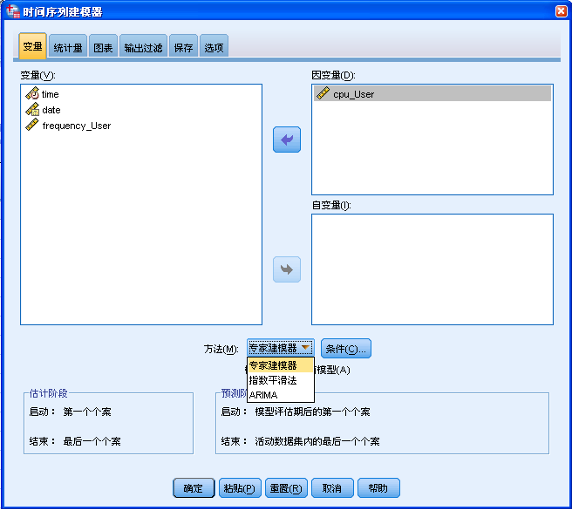 时间序列建模器
变量 统计量 图表 输出过滤 保存 选项
变量(V):
time
date
frequency_User
因变量(D):
cpu_User
自变量(I):
方法(M): 专家建模器 条件(C)...
专家建模器
指数平滑法
ARIMA
模型(A)
估计阶段
启动： 第一个个案
结束： 最后一个个案
启动： 模型评估期后的第一个个案
结束： 活动数据集内的最后一个个案
确定 粘贴(P) 重置(R) 取消 帮助